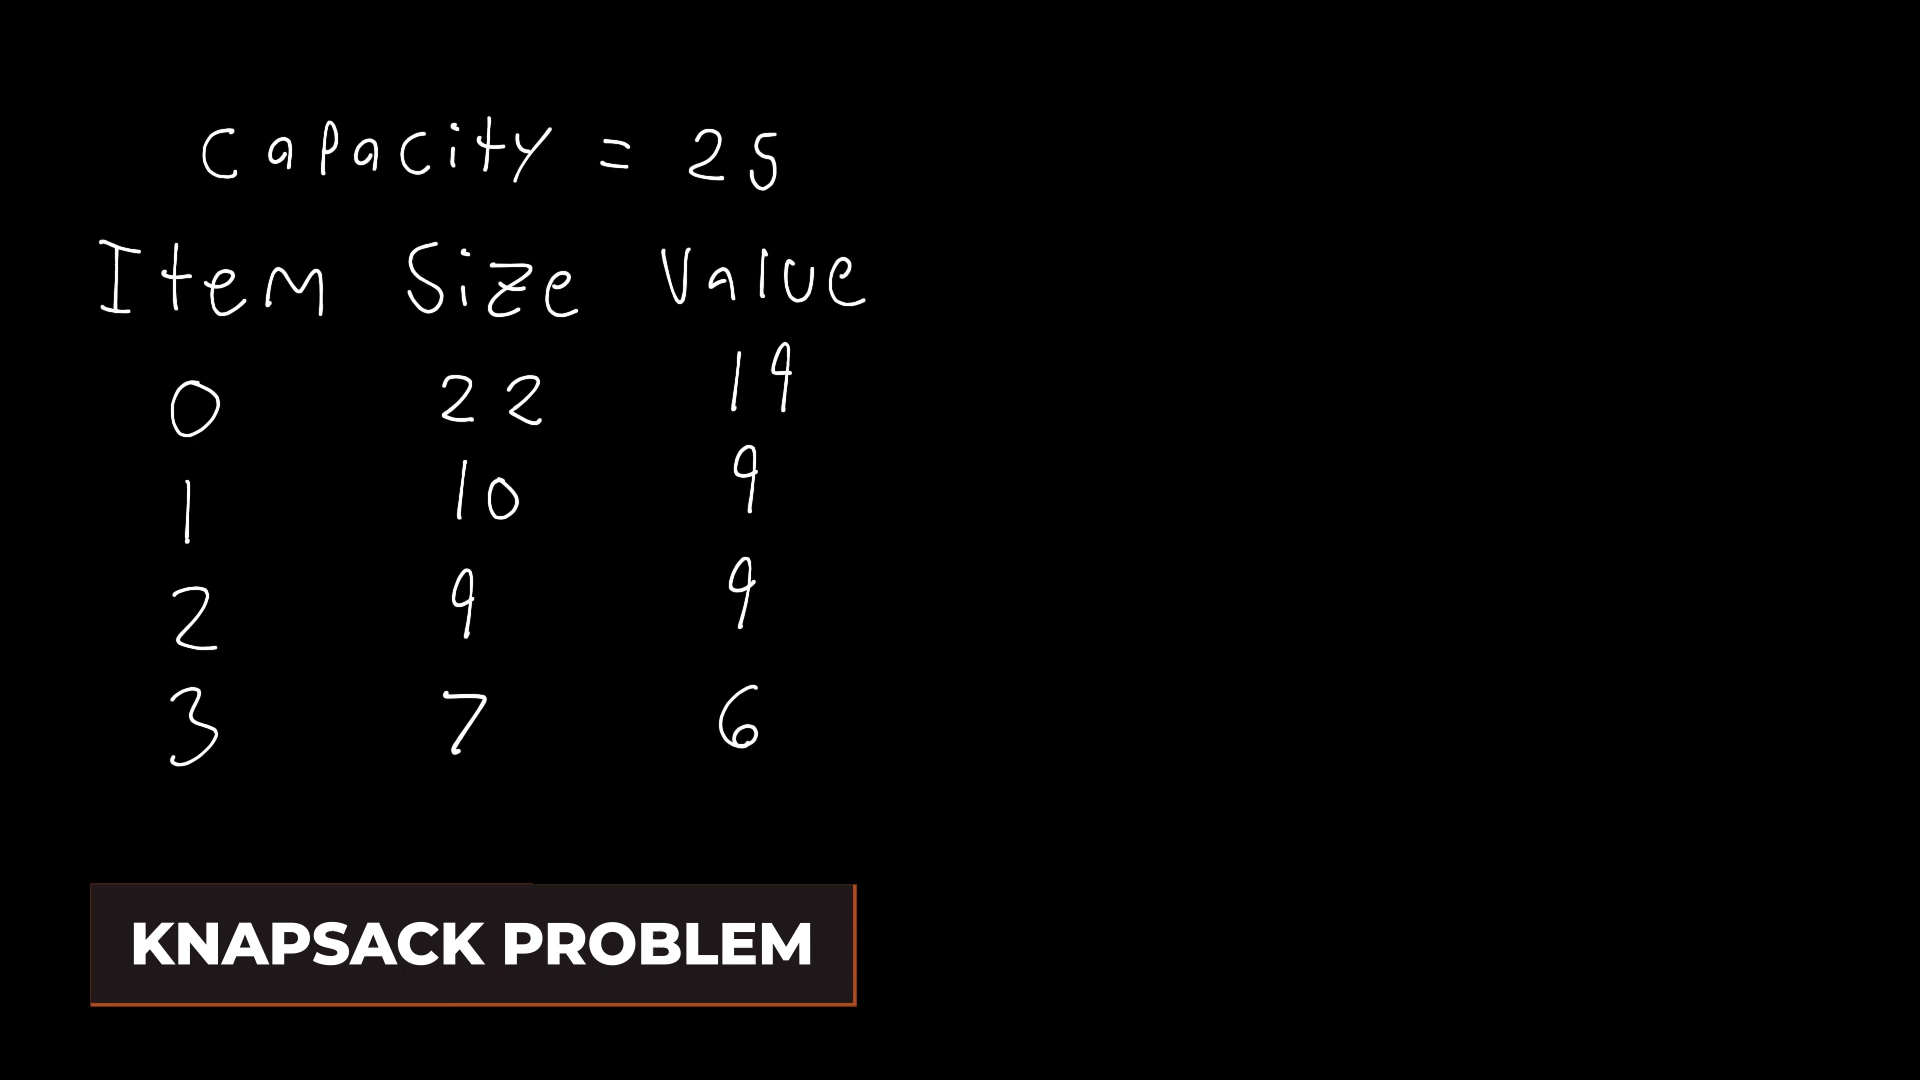 Capacity = 25
Item Size Value
0 22 19
1 10 9
2 9 9
3 7 6
KNAPSACK PROBLEM